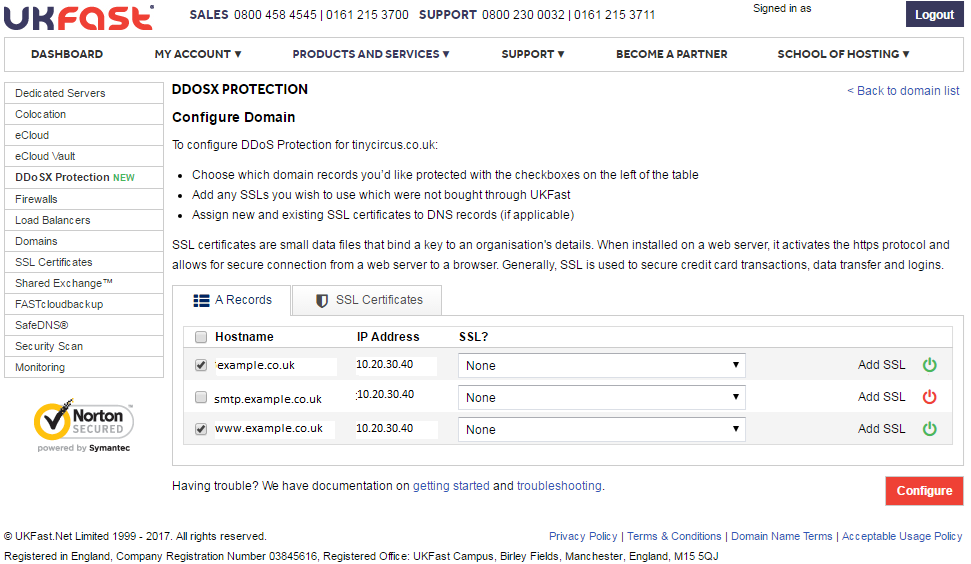 UKFAST SALES 0800 458 4545 | 0161 215 3700 SUPPORT 0800 230 0032 | 0161 215 3711 Signed in as Logout
DASHBOARD MY ACCOUNT ▼ PRODUCTS AND SERVICES ▼ SUPPORT ▼ BECOME A PARTNER SCHOOL OF HOSTING ▼
Dedicated Servers
Colocation
eCloud
eCloud Vault
DDoSX Protection NEW
Firewalls
Load Balancers
Domains
SSL Certificates
Shared Exchange™
FASTcloudbackup
SafeDNS®
Security Scan
Monitoring
Norton™
SECURED
powered by Symantec
DDOSX PROTECTION < Back to domain list
Configure Domain
To configure DDoS Protection for tinycircus.co.uk:
• Choose which domain records you'd like protected with the checkboxes on the left of the table
• Add any SSLs you wish to use which were not bought through UKFast
• Assign new and existing SSL certificates to DNS records (if applicable)
SSL certificates are small data files that bind a key to an organisation's details. When installed on a web server, it activates the https protocol and
allows for secure connection from a web server to a browser. Generally, SSL is used to secure credit card transactions, data transfer and logins.
A Records SSL Certificates
Hostname IP Address SSL?
example.co.uk 10.20.30.40 None ▼ Add SSL
smtp.example.co.uk 10.20.30.40 None ▼ Add SSL
www.example.co.uk 10.20.30.40 None ▼ Add SSL
Having trouble? We have documentation on getting started and troubleshooting.
Configure
© UKFast.Net Limited 1999 - 2017. All rights reserved. Privacy Policy | Terms & Conditions | Domain Name Terms | Acceptable Usage Policy
Registered in England, Company Registration Number 03845616, Registered Office: UKFast Campus, Birley Fields, Manchester, England, M15 5QJ